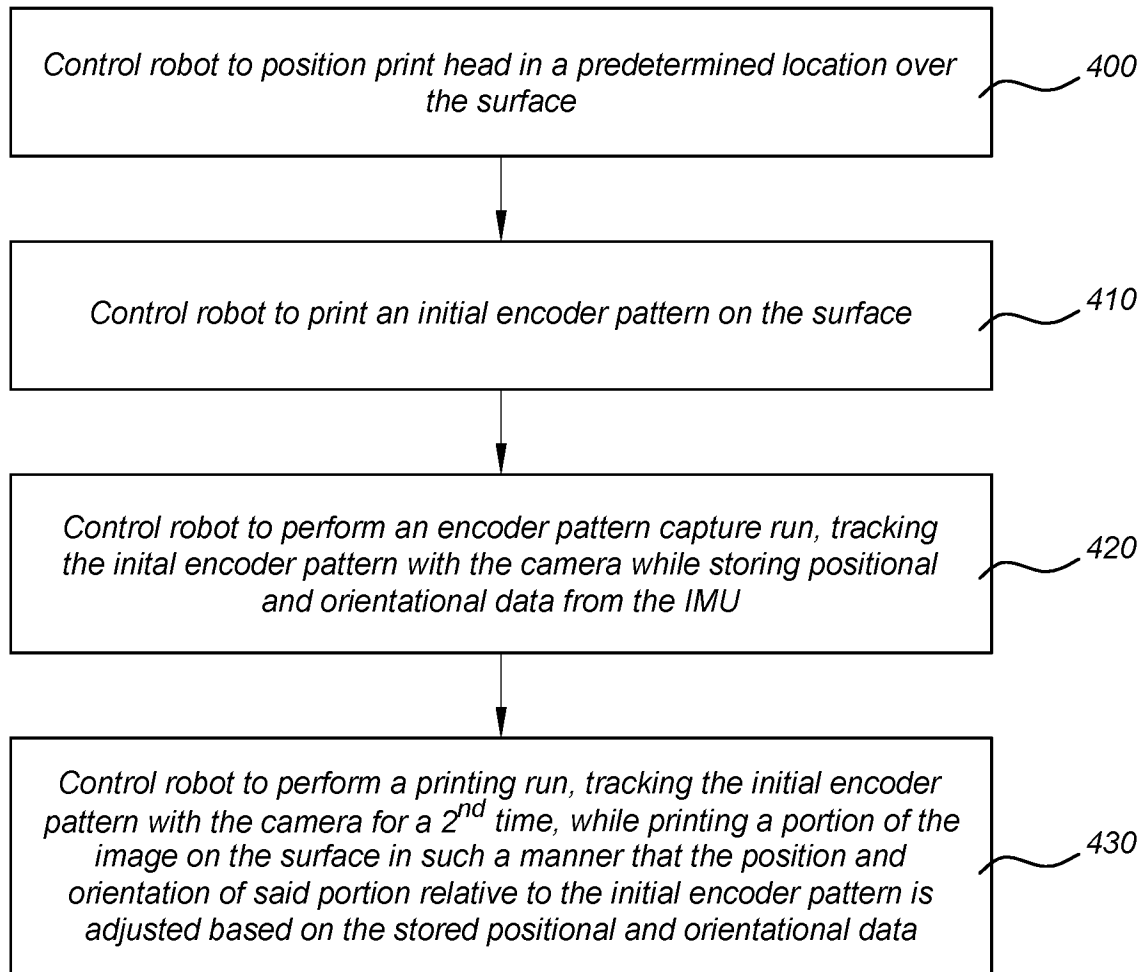 Control robot to position print head in a predetermined location over
the surface
400
Control robot to print an initial encoder pattern on the surface
410
Control robot to perform an encoder pattern capture run, tracking
the inital encoder pattern with the camera while storing positional
and orientational data from the IMU
420
Control robot to perform a printing run, tracking the initial encoder
pattern with the camera for a 2nd time, while printing a portion of the
image on the surface in such a manner that the position and
orientation of said portion relative to the initial encoder pattern is
adjusted based on the stored positional and orientational data
430